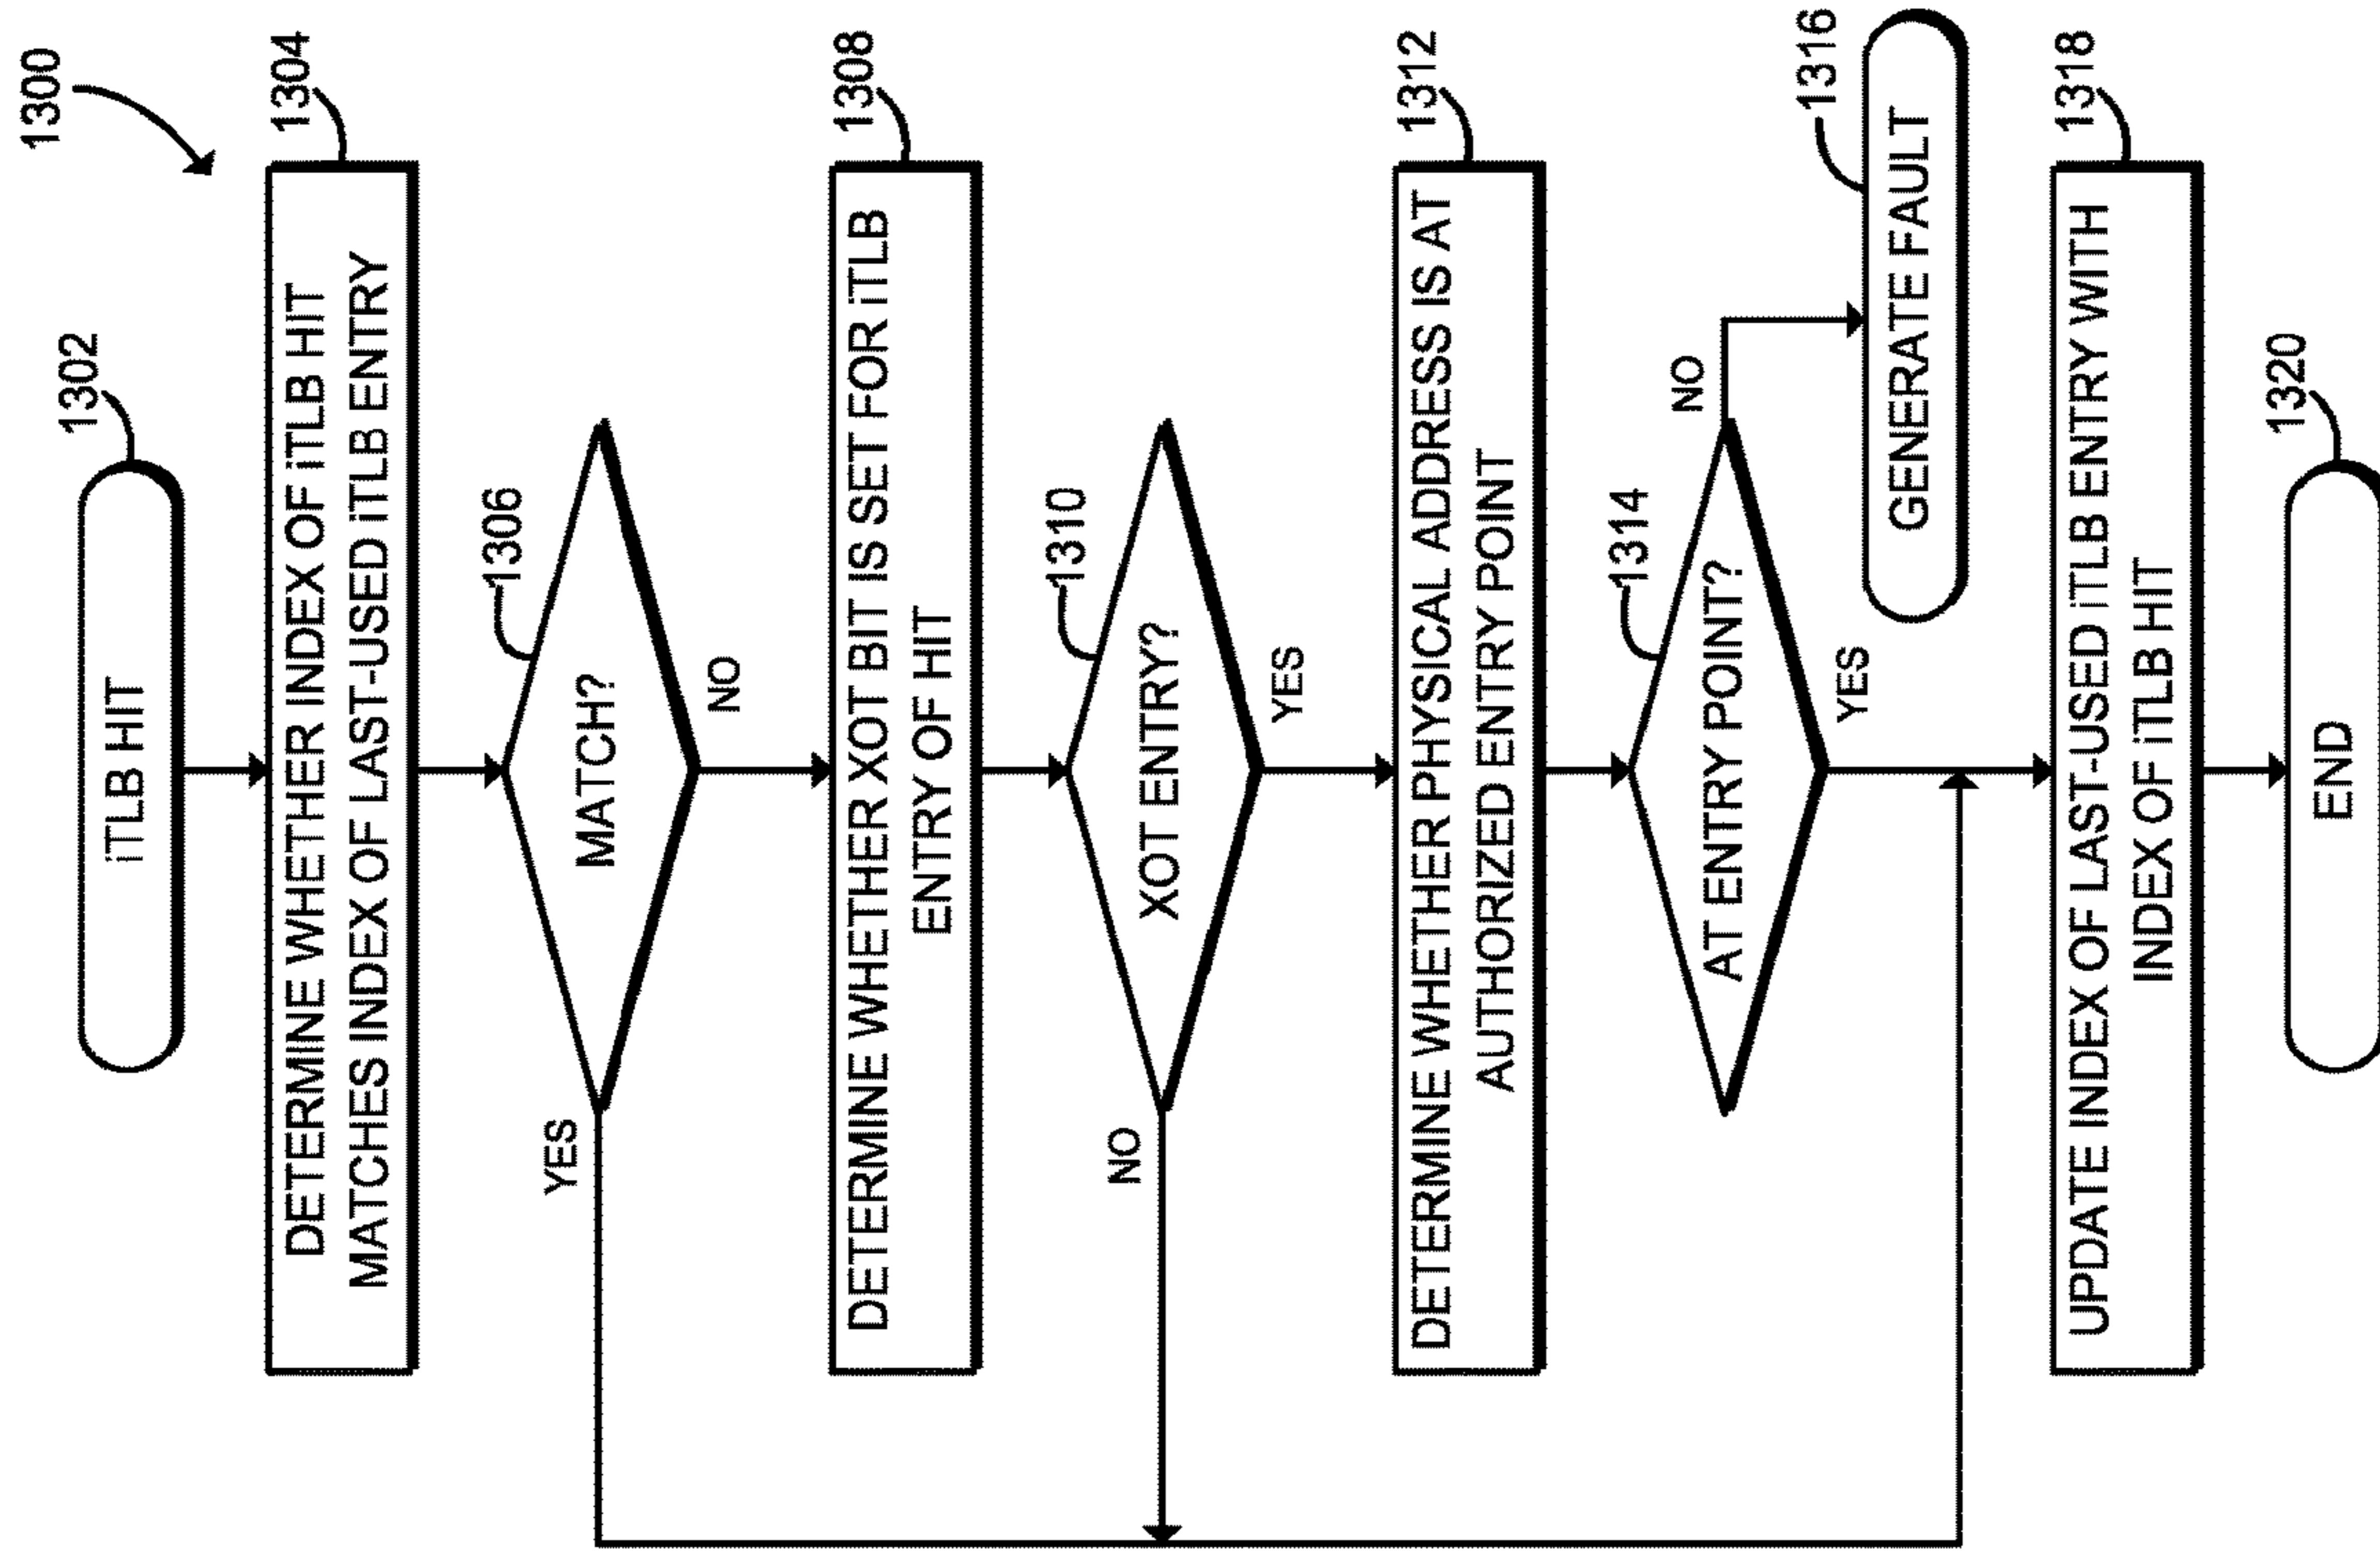 1300
iTLB HIT
1302
DETERMINE WHETHER INDEX OF iTLB HIT
MATCHES INDEX OF LAST-USED iTLB ENTRY
1304
MATCH?
1306
YES
NO
DETERMINE WHETHER XOT BIT IS SET FOR iTLB
ENTRY OF HIT
1308
XOT ENTRY?
1310
NO
YES
DETERMINE WHETHER PHYSICAL ADDRESS IS AT
AUTHORIZED ENTRY POINT
1312
AT ENTRY POINT?
1314
NO
YES
GENERATE FAULT
1316
UPDATE INDEX OF LAST-USED iTLB ENTRY WITH
INDEX OF iTLB HIT
1318
END
1320